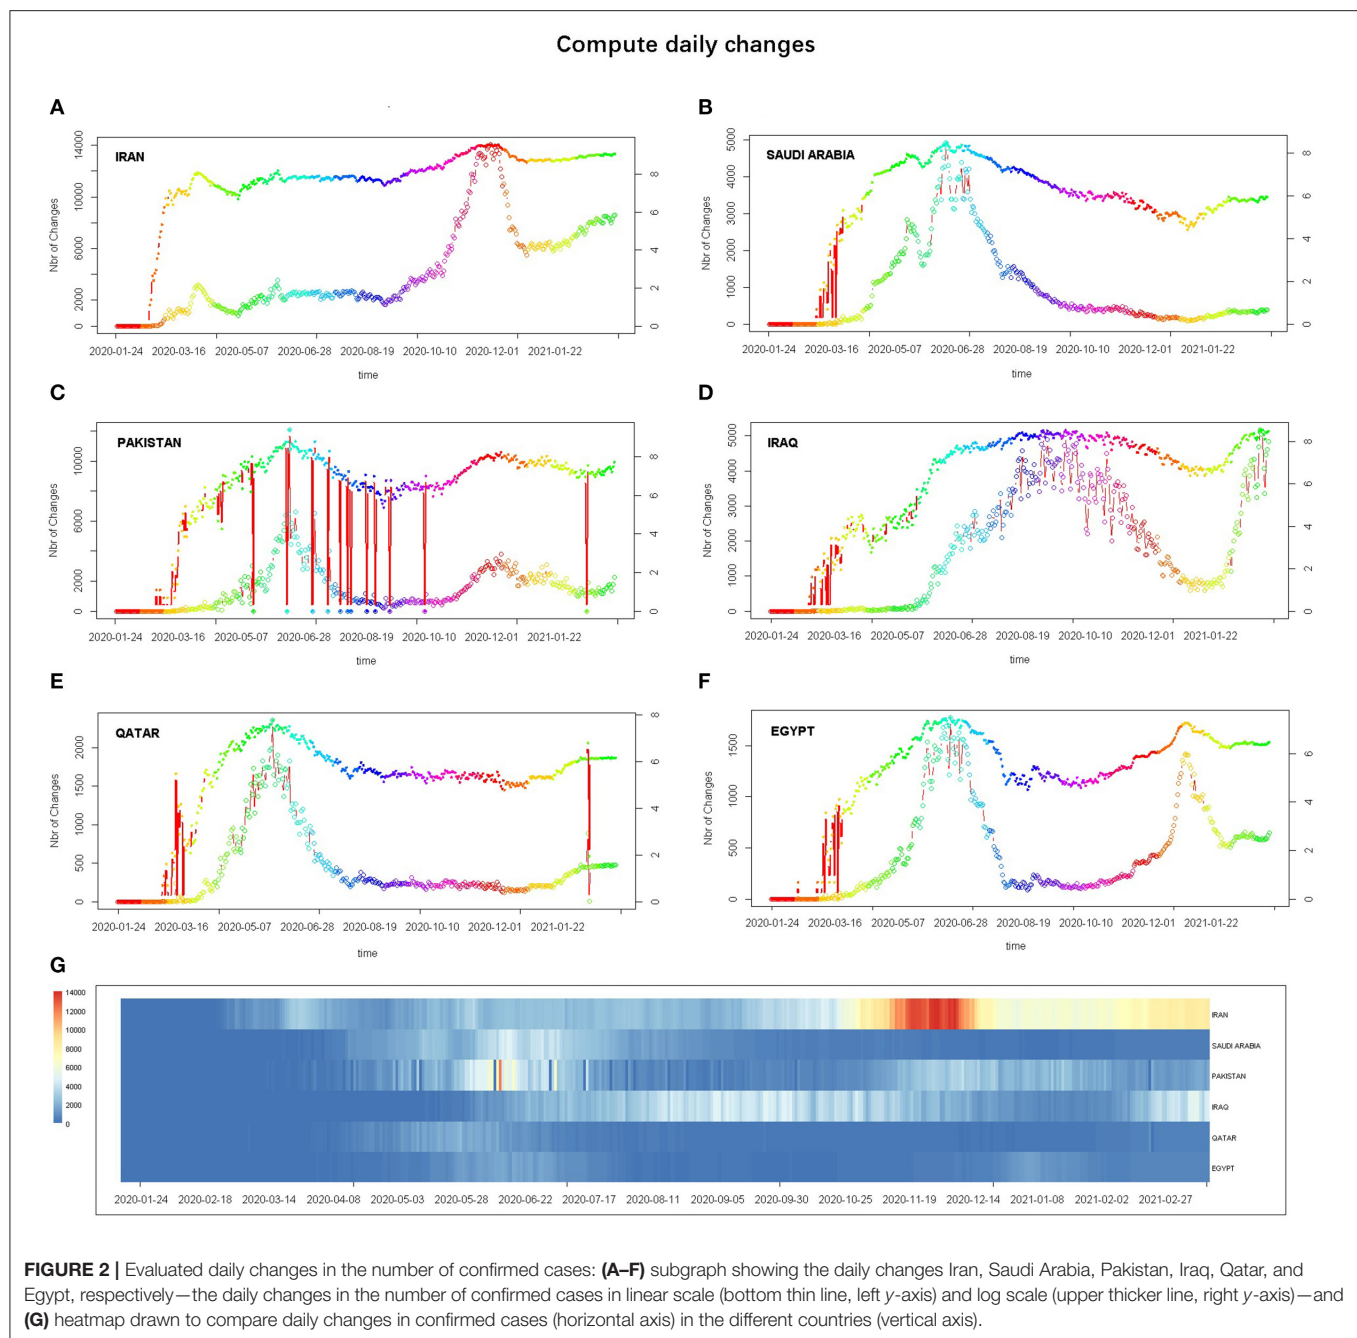 Compute daily changes
A
IRAN
Nbr of Changes
0
2000
6000
10000
14000
0
2
4
6
8
2020-01-24 2020-03-16 2020-05-07 2020-06-28 2020-08-19 2020-10-10 2020-12-01 2021-01-22
time
B
SAUDI ARABIA
Nbr of Changes
0
1000
2000
3000
4000
5000
0
2
4
6
8
2020-01-24 2020-03-16 2020-05-07 2020-06-28 2020-08-19 2020-10-10 2020-12-01 2021-01-22
time
C
PAKISTAN
Nbr of Changes
0
2000
6000
10000
0
2
4
6
8
2020-01-24 2020-03-16 2020-05-07 2020-06-28 2020-08-19 2020-10-10 2020-12-01 2021-01-22
time
D
IRAQ
Nbr of Changes
0
1000
2000
3000
4000
5000
0
2
4
6
8
2020-01-24 2020-03-16 2020-05-07 2020-06-28 2020-08-19 2020-10-10 2020-12-01 2021-01-22
time
E
QATAR
Nbr of Changes
0
500
1000
1500
2000
0
2
4
6
8
2020-01-24 2020-03-16 2020-05-07 2020-06-28 2020-08-19 2020-10-10 2020-12-01 2021-01-22
time
F
EGYPT
Nbr of Changes
0
500
1000
1500
0
2
4
6
2020-01-24 2020-03-16 2020-05-07 2020-06-28 2020-08-19 2020-10-10 2020-12-01 2021-01-22
time
G
14000
12000
10000
8000
6000
4000
2000
0
IRAN
SAUDI ARABIA
PAKISTAN
IRAQ
QATAR
EGYPT
2020-01-24 2020-02-18 2020-03-14 2020-04-08 2020-05-03 2020-05-28 2020-06-22 2020-07-17 2020-08-11 2020-09-05 2020-09-30 2020-10-25 2020-11-19 2020-12-14 2021-01-08 2021-02-02 2021-02-27
FIGURE 2 | Evaluated daily changes in the number of confirmed cases: (A–F) subgraph showing the daily changes Iran, Saudi Arabia, Pakistan, Iraq, Qatar, and
Egypt, respectively—the daily changes in the number of confirmed cases in linear scale (bottom thin line, left y-axis) and log scale (upper thicker line, right y-axis)—and
(G) heatmap drawn to compare daily changes in confirmed cases (horizontal axis) in the different countries (vertical axis).